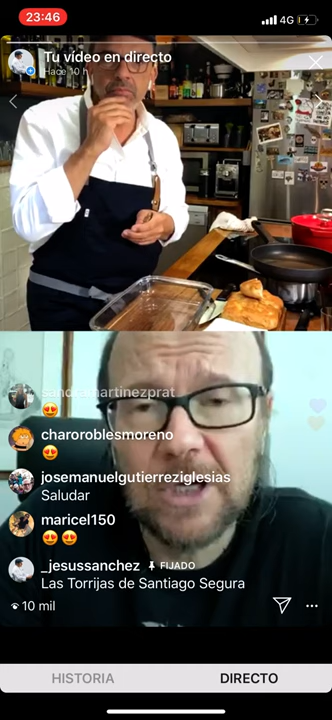 23:46
4G
Tu vídeo en directo
Hace 10 h
sandramartinezprat
😍
charoroblesmoreno
😍
josemanuelgutierreziglesias
Saludar
maricel150
😍😍
_jesussanchez FIJADO
Las Torrijas de Santiago Segura
10 mil
HISTORIA
DIRECTO